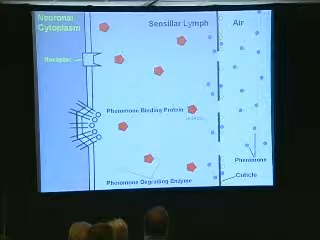 Neuronal
Cytoplasm
Sensillar Lymph
Air
Receptor
Pheromone Binding Protein
Pheromone
Cuticle
Pheromone Degrading Enzyme